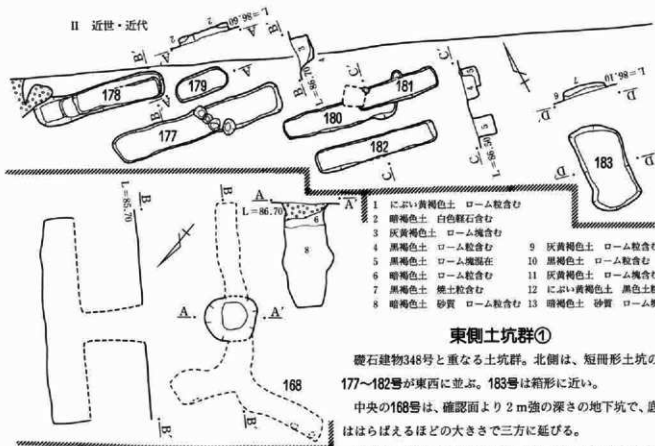 II 近世・近代
L=86.60
L=86.70
L=86.50
L=86.10
178
179
177
180
181
182
183
L=85.70
L=86.70
168
1 にぶい黄褐色土 ローム粒含む
2 暗褐色土 白色軽石含む
3 灰黄褐色土 ローム塊含む
4 黒褐色土 ローム粒含む
5 黒褐色土 ローム塊混在
6 暗褐色土 ローム粒含む
7 黒褐色土 焼土粒含む
8 暗褐色土 砂質 ローム粒含む
9 灰黄褐色土 ローム粒含む
10 黒褐色土 ローム粒含む
11 灰黄褐色土 ローム塊含む
12 にぶい黄褐色土 黒色土
13 暗褐色土 砂質 ローム
東側土坑群①
礎石建物348号と重なる土坑群。北側は、短冊形土坑の
177~182号が東西に並ぶ。183号は箱形に近い。
中央の168号は、確認面より2m強の深さの地下坑で、底
ははらばえるほどの大きさで三方に延びる。